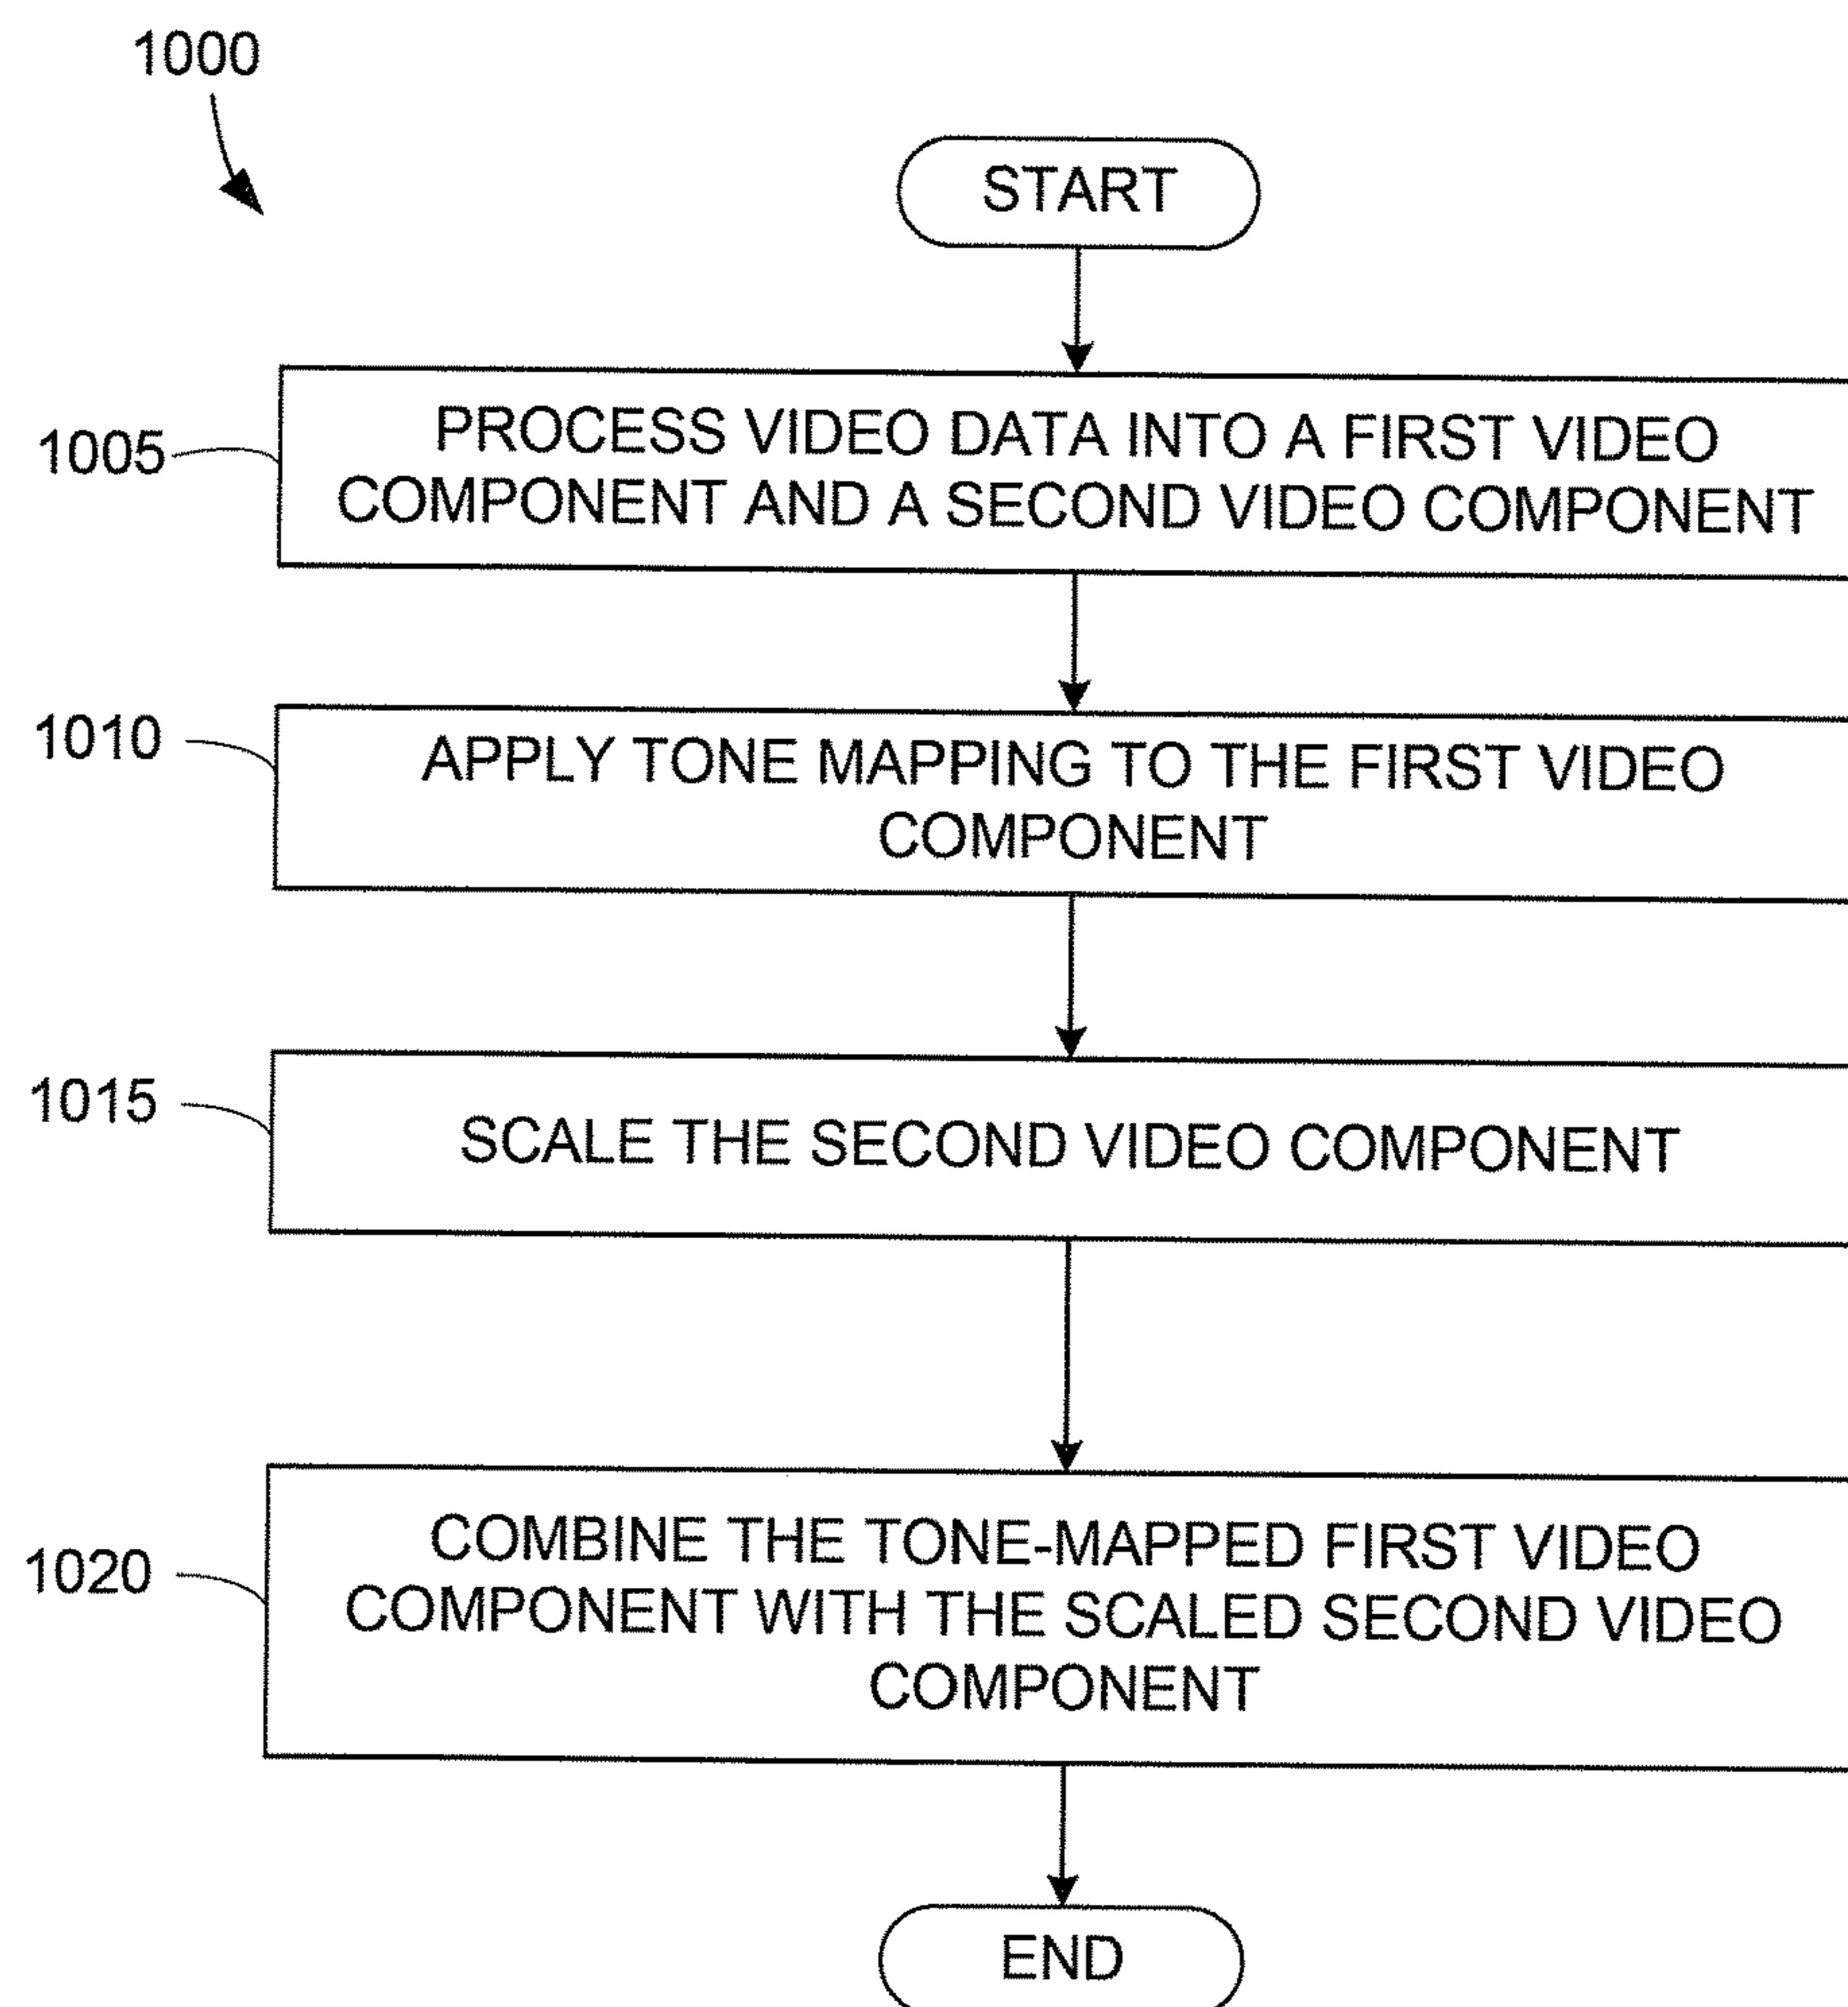 1000
START
1005
PROCESS VIDEO DATA INTO A FIRST VIDEO
COMPONENT AND A SECOND VIDEO COMPONENT
1010
APPLY TONE MAPPING TO THE FIRST VIDEO
COMPONENT
1015
SCALE THE SECOND VIDEO COMPONENT
1020
COMBINE THE TONE-MAPPED FIRST VIDEO
COMPONENT WITH THE SCALED SECOND VIDEO
COMPONENT
END